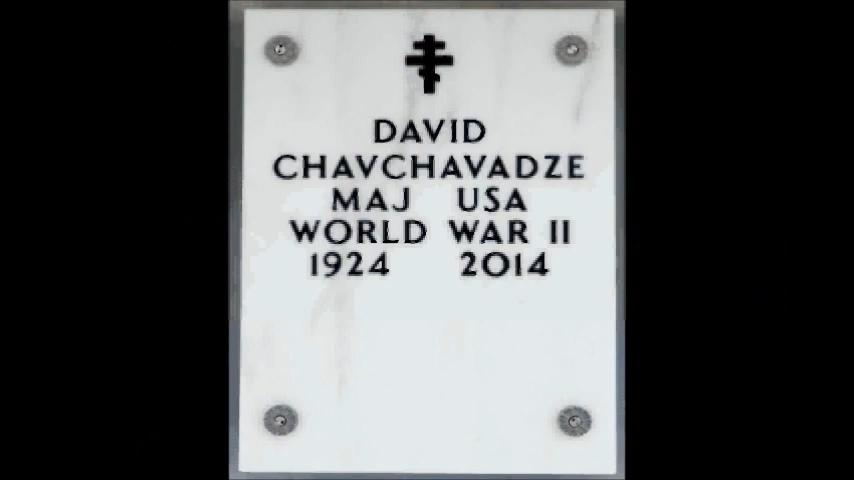 DAVID
CHAVCHAVADZE
MAJ USA
WORLD WAR II
1924 2014